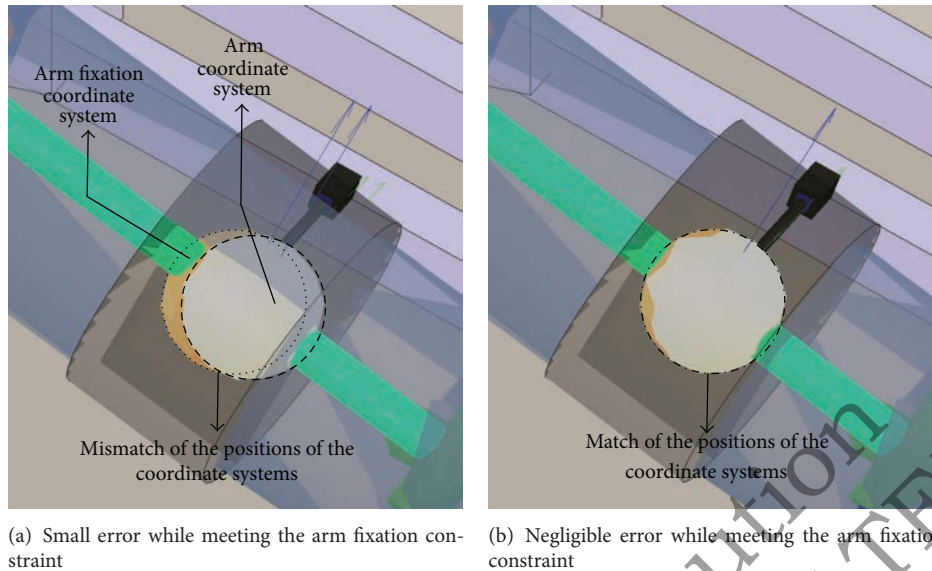 Arm
coordinate
system
Arm fixation
coordinate
system
Mismatch of the positions of the
coordinate systems
Match of the positions of the
coordinate systems
(a) Small error while meeting the arm fixation con-
straint
(b) Negligible error while meeting the arm fixatio
constraint